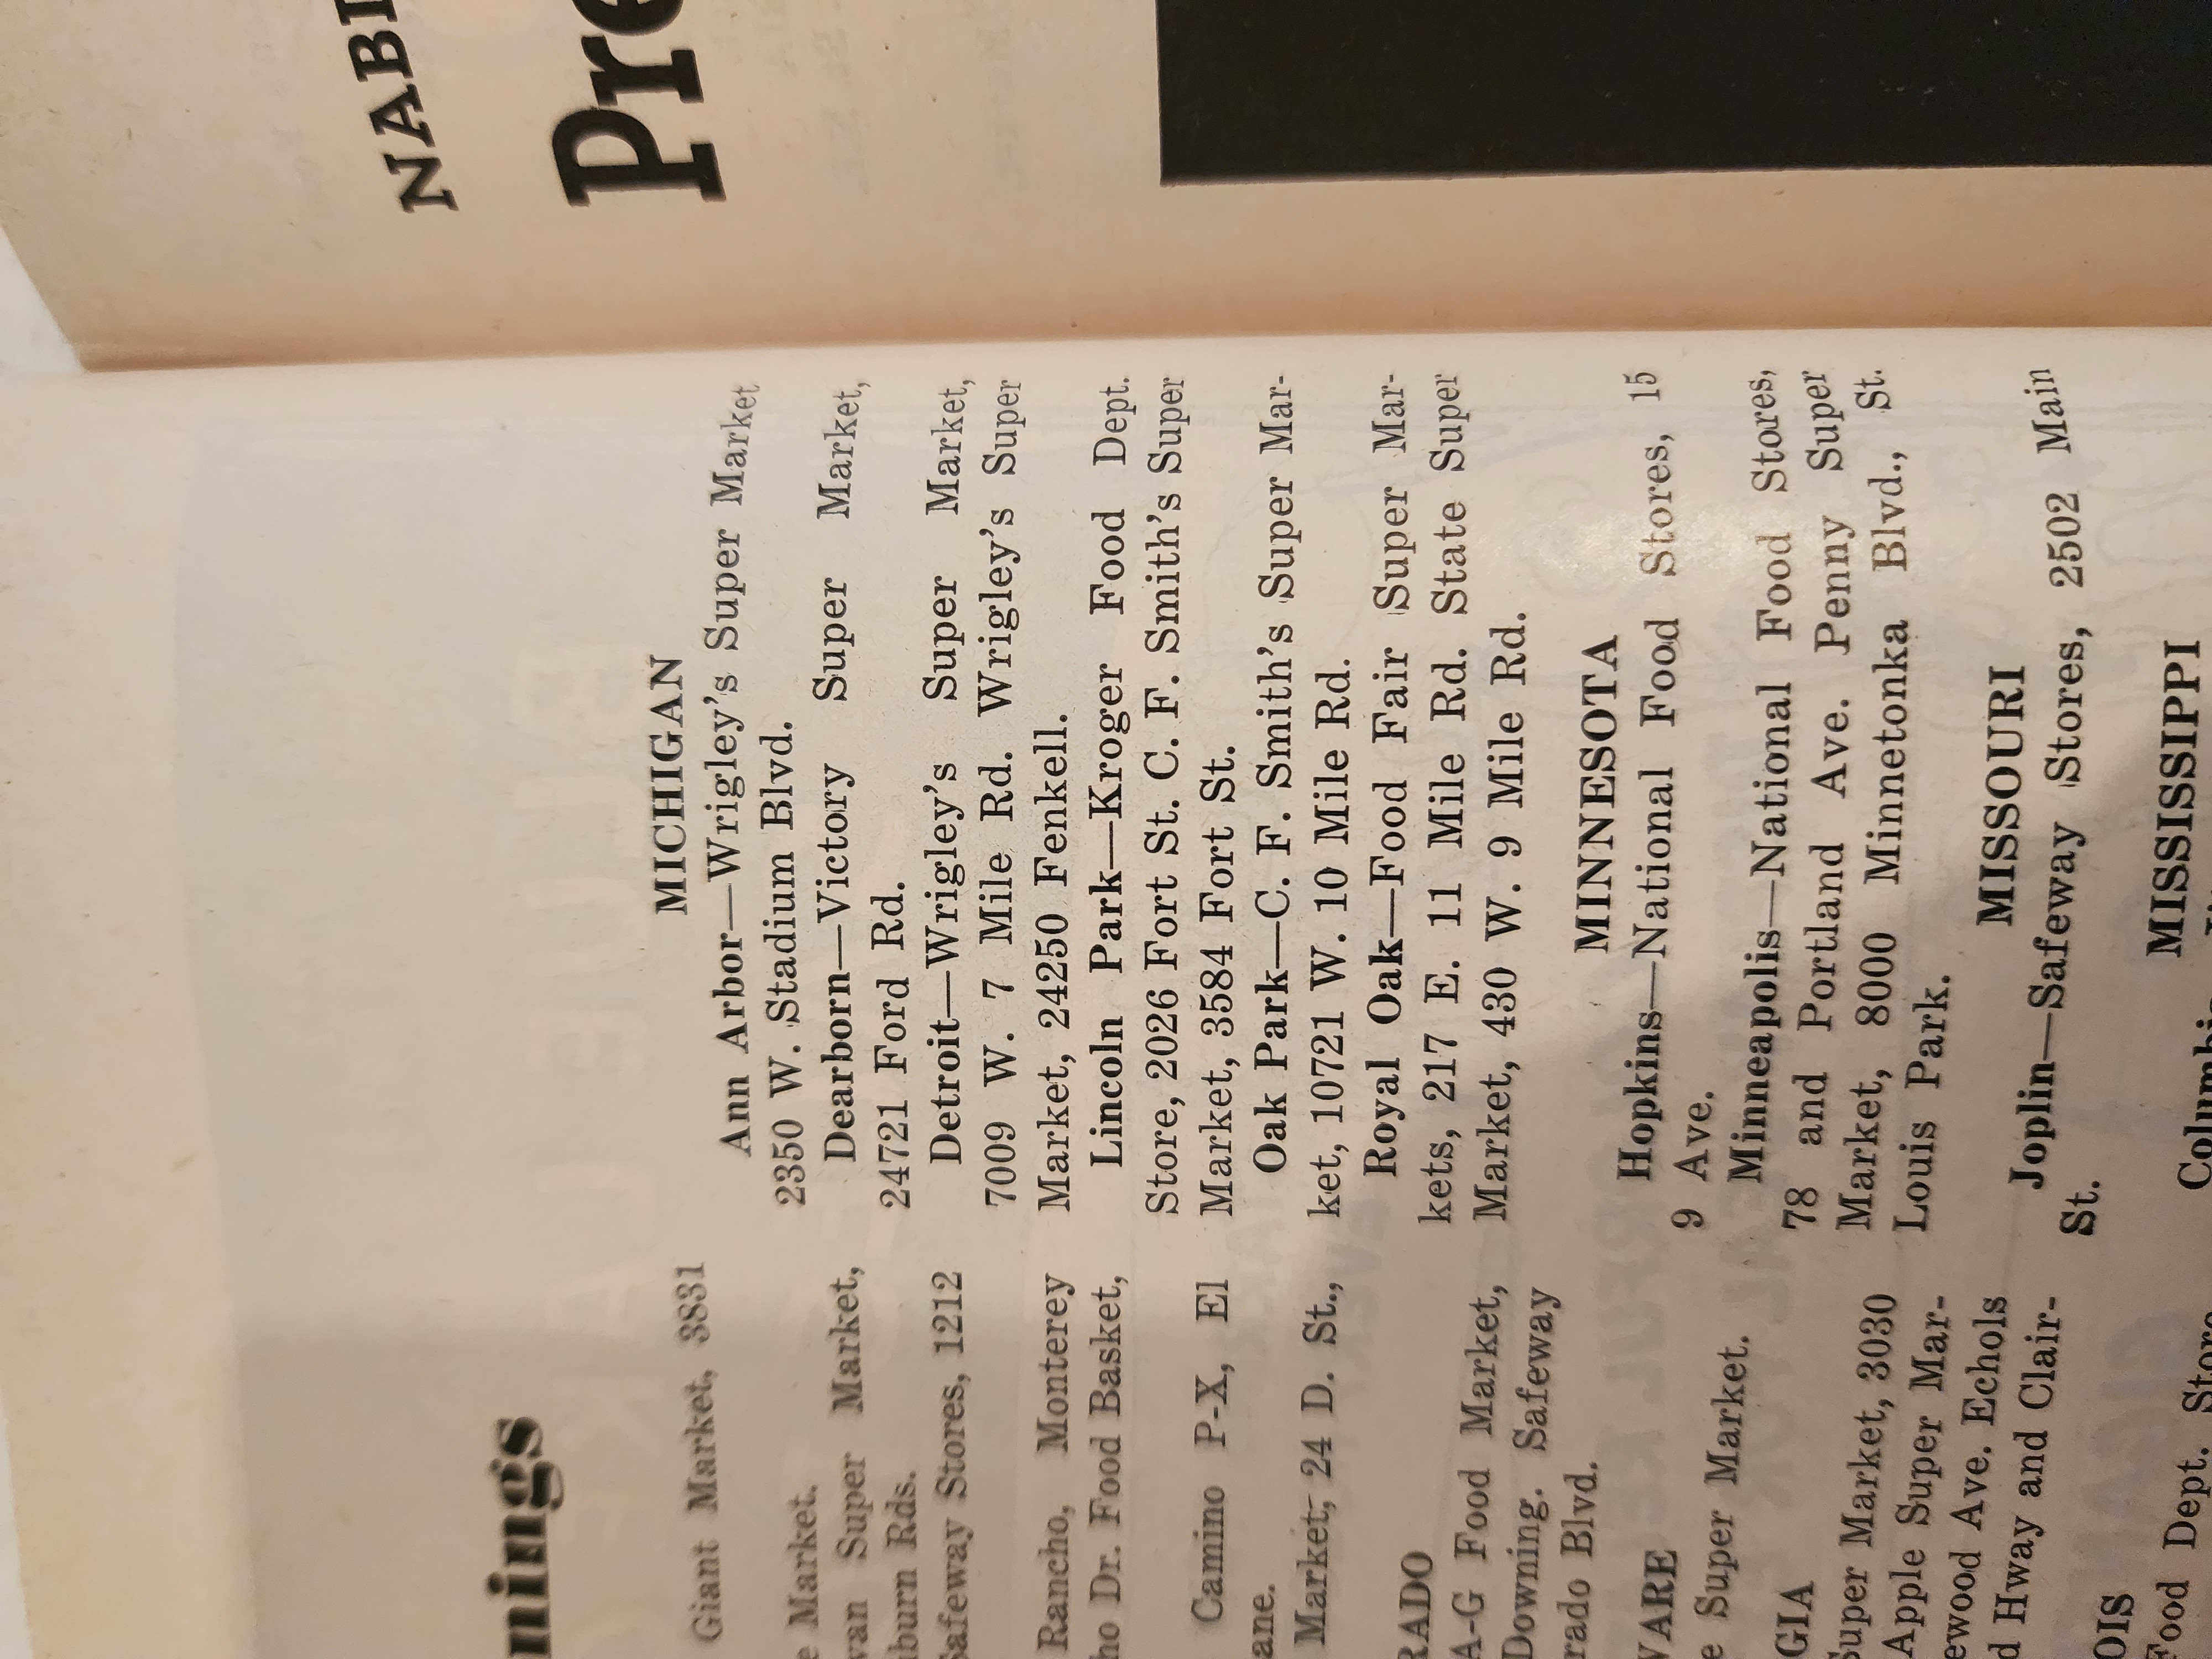 nings
Giant Market, 3831
e Market.
van Super Market,
burn Rds.
Safeway Stores, 1212
Rancho, Monterey
ho Dr. Food Basket,
Camino P-X, El
ane.
Market, 24 D. St.,
RADO
A-G Food Market,
Downing. Safeway
rado Blvd.
WARE
e Super Market.
GIA
Super Market, 3030
Apple Super Mar-
ewood Ave. Echols
d Hway and Clair-
OIS
Food Dept. Store
MICHIGAN
Ann Arbor—Wrigley's Super Market
2350 W. Stadium Blvd.
Dearborn—Victory Super Market,
24721 Ford Rd.
Detroit—Wrigley's Super Market,
7009 W. 7 Mile Rd. Wrigley's Super
Market, 24250 Fenkell.
Lincoln Park—Kroger Food Dept.
Store, 2026 Fort St. C. F. Smith's Super
Market, 3584 Fort St.
Oak Park—C. F. Smith's Super Mar-
ket, 10721 W. 10 Mile Rd.
Royal Oak—Food Fair Super Mar-
kets, 217 E. 11 Mile Rd. State Super
Market, 430 W. 9 Mile Rd.
MINNESOTA
Hopkins—National Food Stores, 15
9 Ave.
Minneapolis—National Food Stores,
78 and Portland Ave. Penny Super
Market, 8000 Minnetonka Blvd., St.
Louis Park.
MISSOURI
Joplin—Safeway Stores, 2502 Main
St.
MISSISSIPPI
Columbia
NABI
Pre